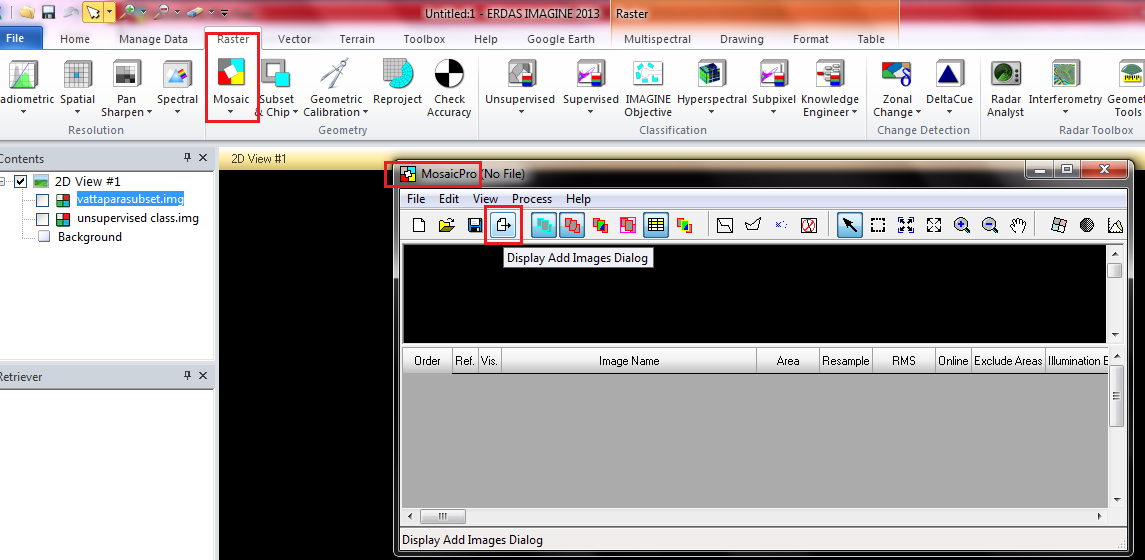 Untitled:1 - ERDAS IMAGINE 2013 Raster
File Home Manage Data Raster Vector Terrain Toolbox Help Google Earth Multispectral Drawing Format Table
adiometric Spatial Pan Sharpen Spectral Mosaic Subset & Chip Geometric Calibration Reproject Check Accuracy Unsupervised Supervised IMAGINE Objective Hyperspectral Subpixel Knowledge Engineer Zonal Change DeltaCue Radar Analyst Interferometry Geomet Tools
Resolution Geometry Classification Change Detection Radar Toolbox
Contents
2D View #1
2D View #1
vattaparasubset.img
unsupervised class.img
Background
Retriever
MosaicPro (No File)
File Edit View Process Help
Display Add Images Dialog
Order Ref. Vis. Image Name Area Resample RMS Online Exclude Areas Illumination E
Display Add Images Dialog